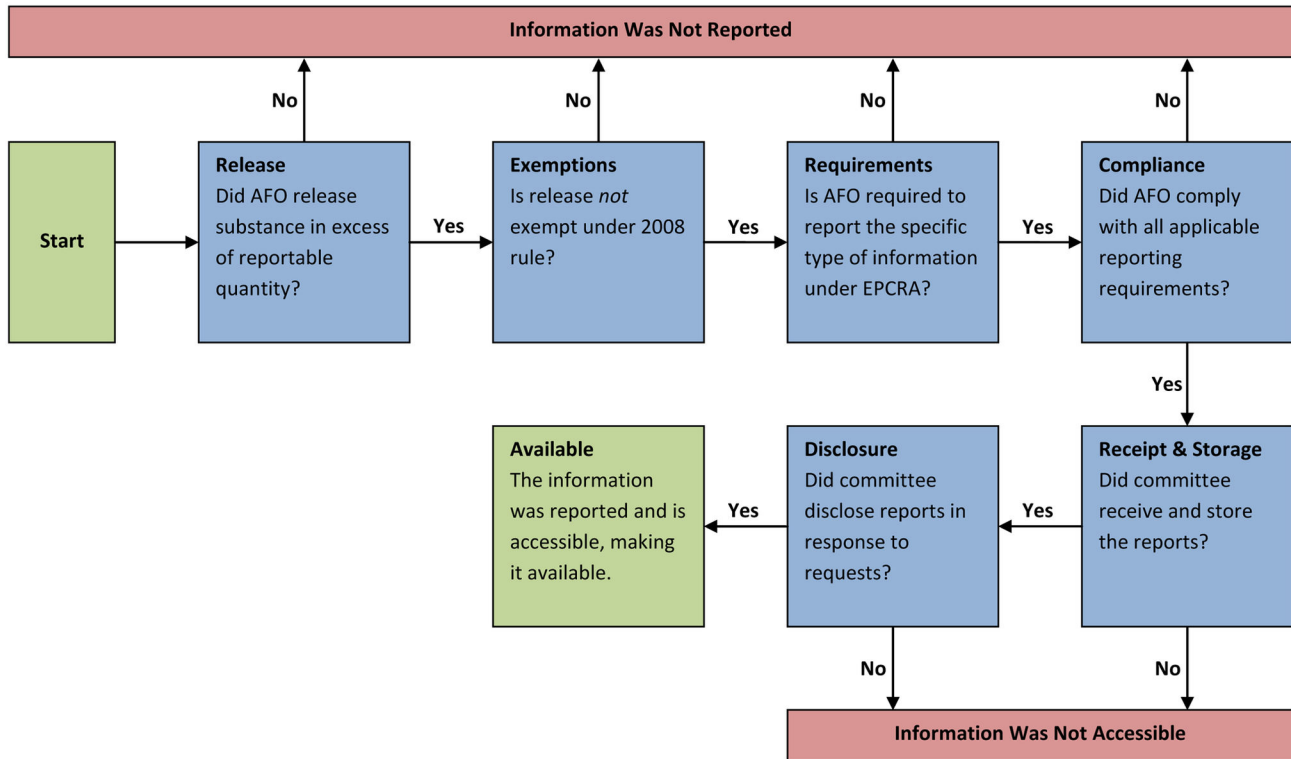 Information Was Not Reported
No
No
No
No
Start
Release
Did AFO release
substance in excess
of reportable
quantity?
Yes
Exemptions
Is release not
exempt under 2008
rule?
Yes
Requirements
Is AFO required to
report the specific
type of information
under EPCRA?
Yes
Compliance
Did AFO comply
with all applicable
reporting
requirements?
Yes
Receipt & Storage
Did committee
receive and store
the reports?
Yes
Disclosure
Did committee
disclose reports in
response to
requests?
Yes
Available
The information
was reported and is
accessible, making
it available.
No
No
Information Was Not Accessible